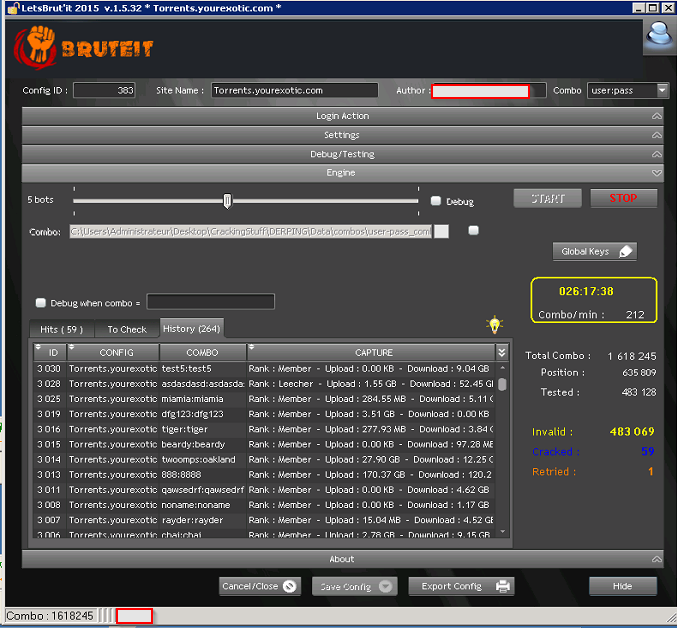 LetsBrut'it 2015 v.1.5.32 * Torrents.yourexotic.com *
BRUTEIT
Config ID : 383 Site Name : Torrents.yourexotic.com Author : Combo user:pass
Login Action
Settings
Debug/Testing
Engine
5 bots Debug START STOP
Combo: C:\Users\Administrateur\Desktop\CrackingStuff\DERPING\Data\combos\user-pass_com
Global Keys
026:17:38
Combo/min : 212
Debug when combo =
Hits ( 59 ) To Check History (264)
ID CONFIG COMBO CAPTURE
3 030 Torrents.yourexotic test5:test5 Rank : Member - Upload : 0.00 KB - Download : 9.04 GB
3 028 Torrents.yourexotic asdasdasd:asdasda Rank : Leecher - Upload : 1.55 GB - Download : 52.45 G
3 025 Torrents.yourexotic miamia:miamia Rank : Member - Upload : 284.55 MB - Download : 5.11 G
3 019 Torrents.yourexotic dfg123:dfg123 Rank : Member - Upload : 3.51 GB - Download : 0.00 KB
3 016 Torrents.yourexotic tiger:tiger Rank : Member - Upload : 277.93 MB - Download : 3.84 G
3 015 Torrents.yourexotic beardy:beardy Rank : Member - Upload : 0.00 KB - Download : 97.28 MB
3 014 Torrents.yourexotic twoomps:oakland Rank : Member - Upload : 27.90 GB - Download : 12.25 G
3 013 Torrents.yourexotic 888:8888 Rank : Member - Upload : 170.37 GB - Download : 120.2
3 011 Torrents.yourexotic qawsedrf:qawsedrf Rank : Member - Upload : 0.00 KB - Download : 4.62 GB
3 008 Torrents.yourexotic noname:noname Rank : Member - Upload : 0.00 KB - Download : 1.17 GB
3 007 Torrents.yourexotic rayder:rayder Rank : Member - Upload : 15.04 MB - Download : 4.52 GE
3 006 Torrents.yourexotic chai:chai Rank : Member - Upload : 2.78 GB - Download : 9.15 GB
Total Combo : 1 618 245
Position : 635 809
Tested : 483 128
Invalid : 483 069
Cracked : 59
Retried : 1
About
Cancel/Close Save Config Export Config Hide
Combo : 1618245